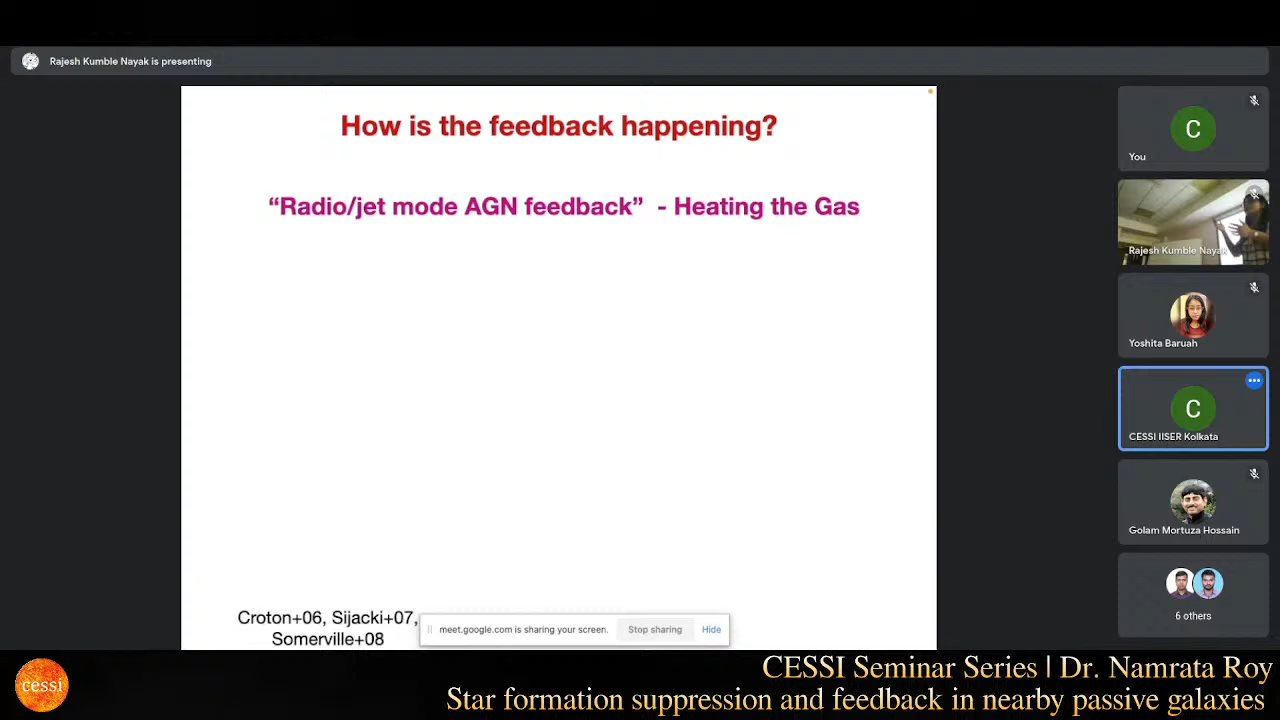 Rajesh Kumble Nayak is presenting
How is the feedback happening?
“Radio/jet mode AGN feedback” - Heating the Gas
Croton+06, Sijacki+07,
Somerville+08
meet.google.com is sharing your screen.
Stop sharing
Hide
C
You
Rajesh Kumble Nayak
Yoshita Baruah
C
CESSI IISER Kolkata
Golam Mortuza Hossain
6 others
cessi
CESSI Seminar Series | Dr. Namrata Roy
Star formation suppression and feedback in nearby passive galaxies